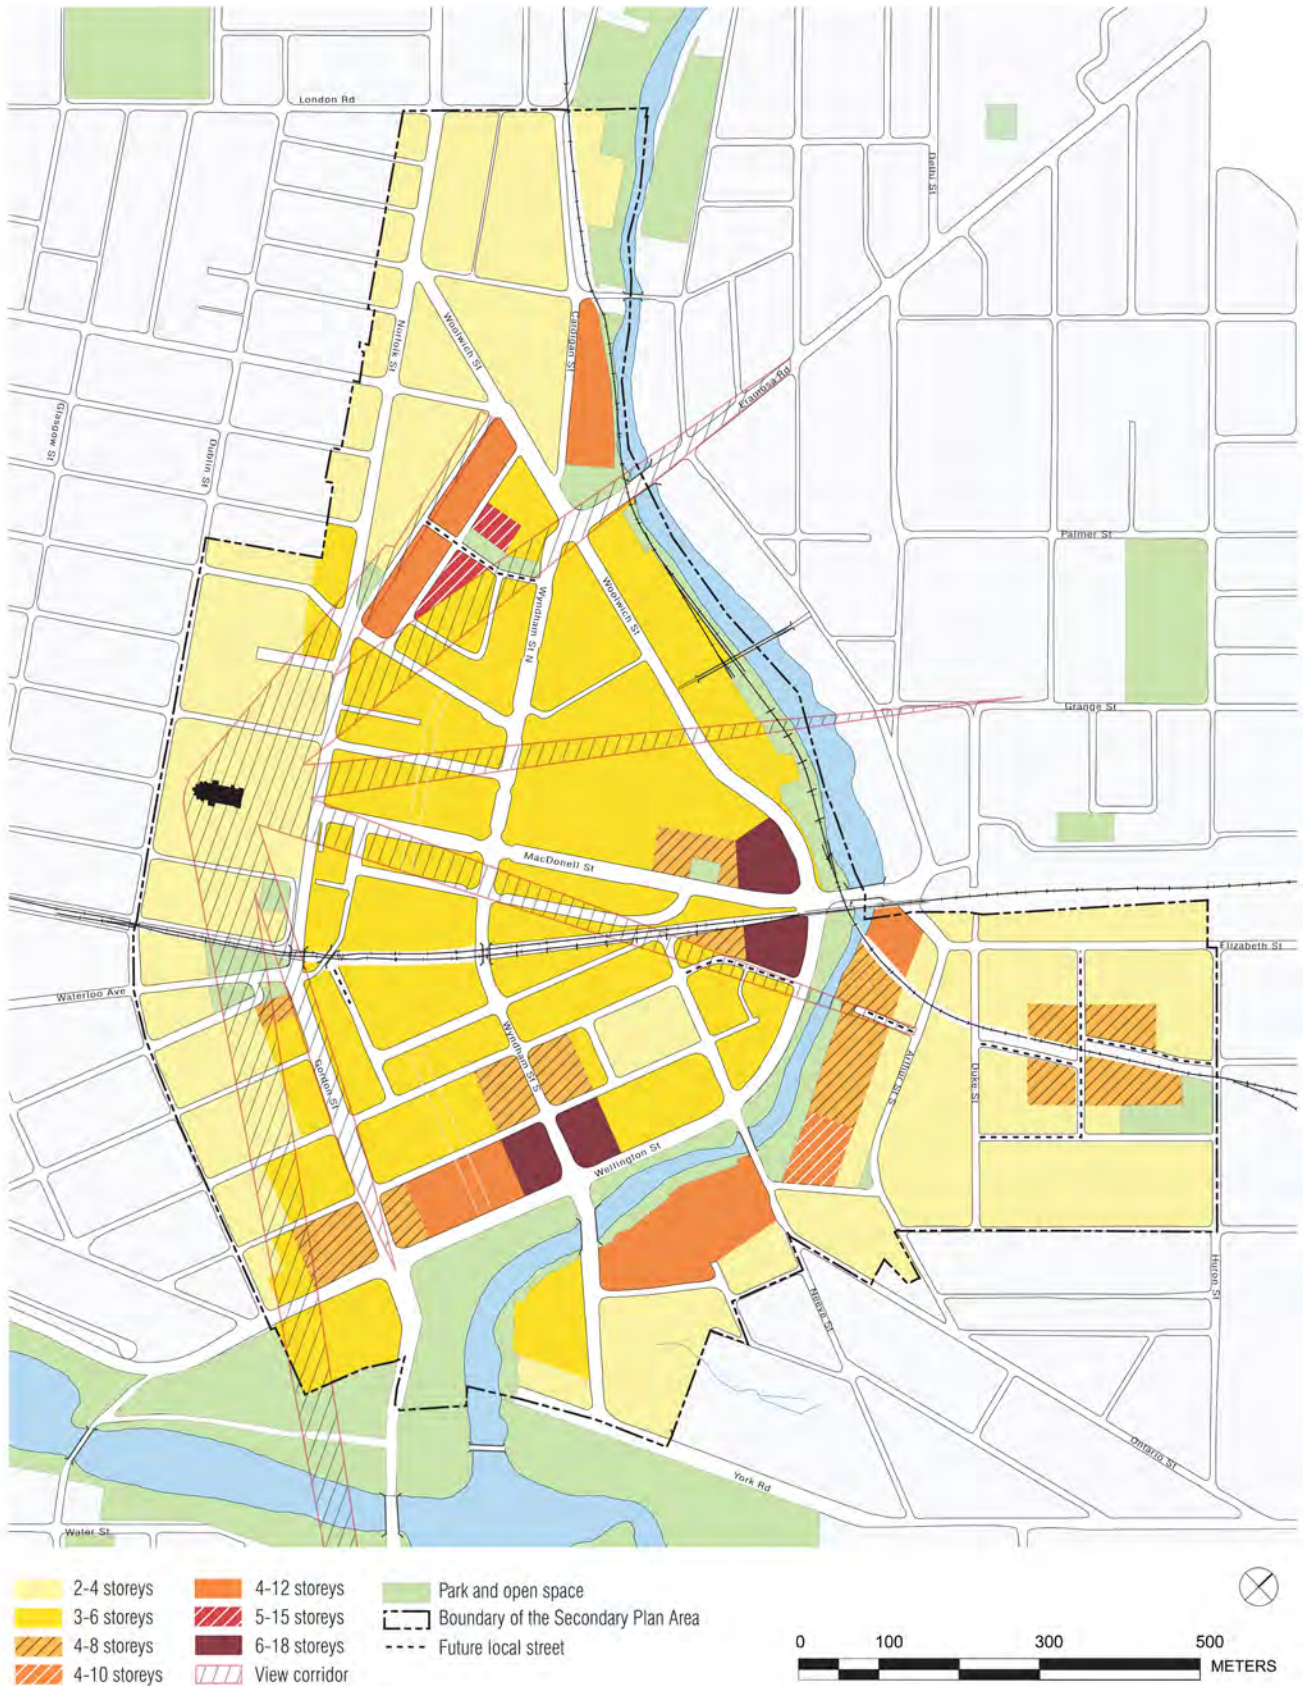 London Rd
Delhi St
Norfolk St
Woolwich St
Cardigan St
Eramosa Rd
Glasgow St
Dublin St
Palmer St
Woolwich St
Wyndham St N
Grange St
MacDonell St
Elizabeth St
Waterloo Ave
Wyndham St S
Gordon St
Arthur St S
Duke St
Wellington St
Huron St
Neeve St
Ontario St
York Rd
Water St
2-4 storeys
3-6 storeys
4-8 storeys
4-10 storeys
4-12 storeys
5-15 storeys
6-18 storeys
View corridor
Park and open space
Boundary of the Secondary Plan Area
Future local street
0 100 300 500
METERS